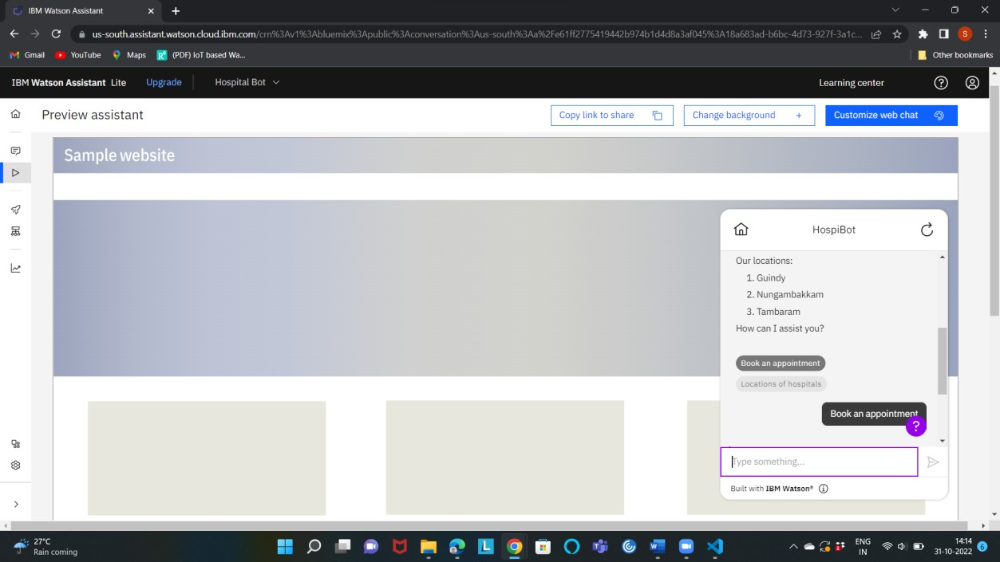 IBM Watson Assistant
us-south.assistant.watson.cloud.ibm.com/crn%3Av1%3Abluemix%3Apublic%3Aconversation%3Aus-south%3Aa%2Fe61ff2775419442b974b1d4d8a3af045%3A18a683ad-b6bc-4d73-927f-3a1c...
S
Gmail
YouTube
Maps
(PDF) IoT based Wa...
Other bookmarks
IBM Watson Assistant Lite
Upgrade
Hospital Bot
Learning center
Preview assistant
Copy link to share
Change background +
Customize web chat
Sample website
HospiBot
Our locations:
1. Guindy
2. Nungambakkam
3. Tambaram
How can I assist you?
Book an appointment
Locations of hospitals
Book an appointment
?
Type something...
Built with IBM Watson®
27°C
Rain coming
ENG
IN
14:14
31-10-2022
6